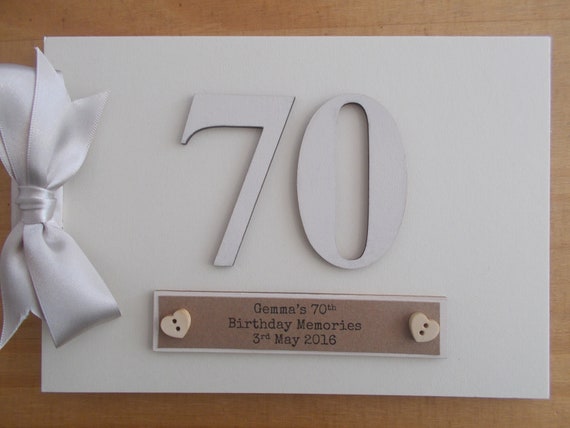 70
Gemma's 70th
Birthday Memories
3rd May 2016